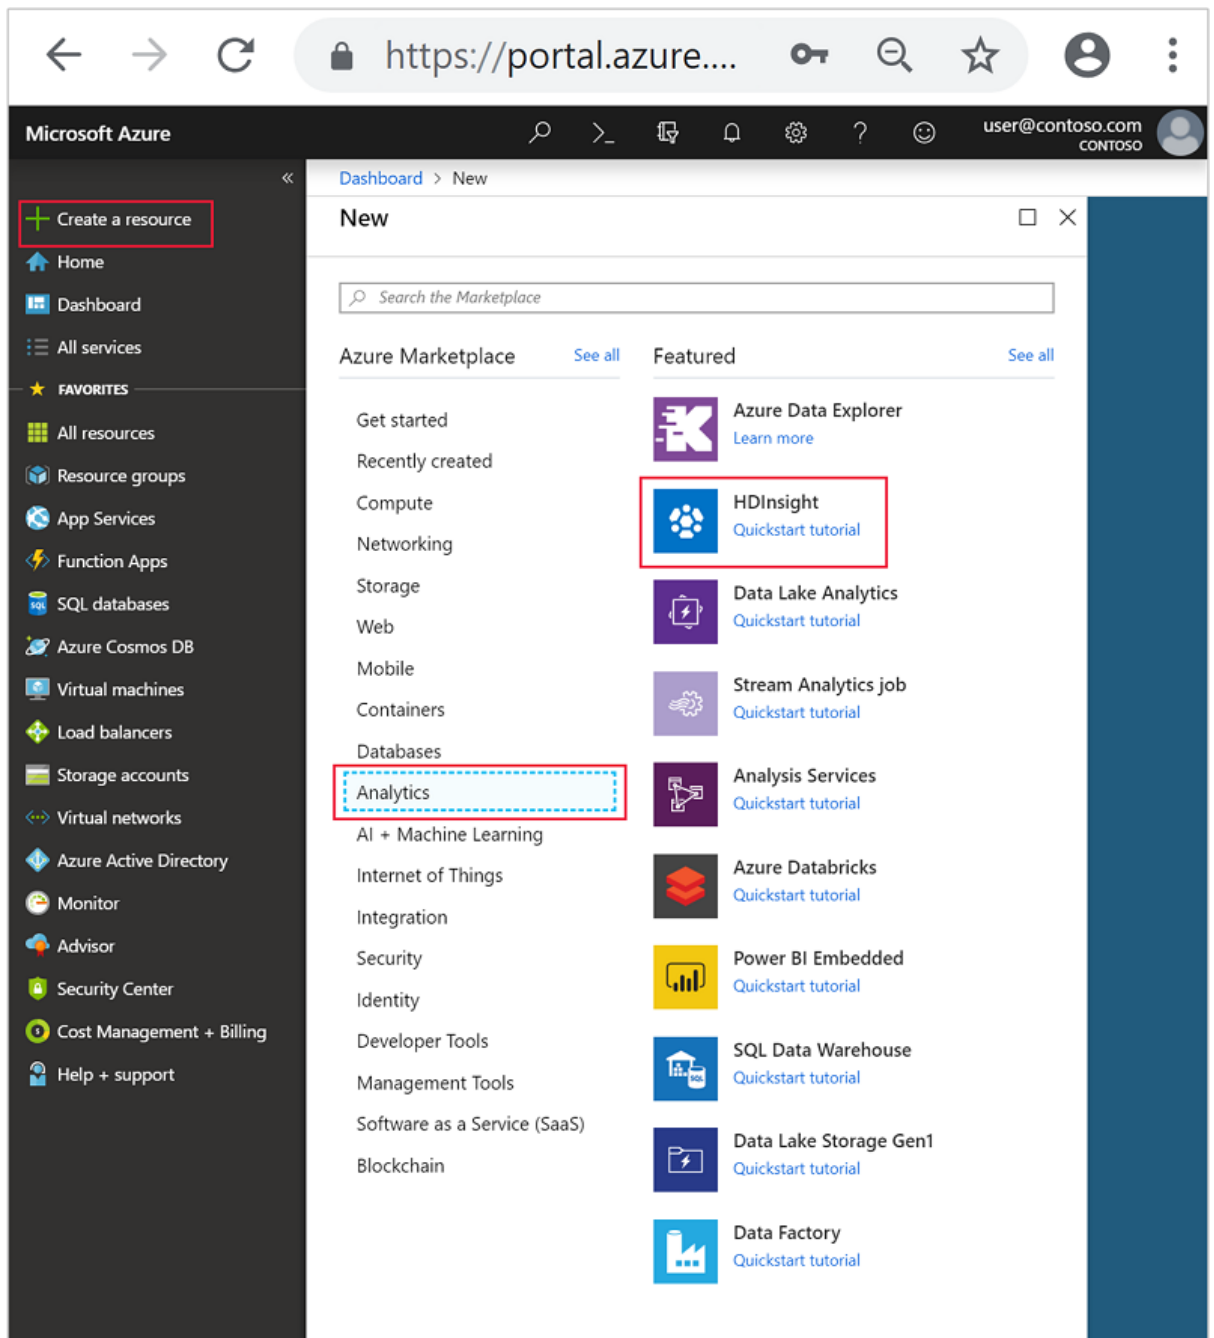 https://portal.azure....
Microsoft Azure
user@contoso.com
CONTOSO
Create a resource
Home
Dashboard
All services
FAVORITES
All resources
Resource groups
App Services
Function Apps
SQL databases
Azure Cosmos DB
Virtual machines
Load balancers
Storage accounts
Virtual networks
Azure Active Directory
Monitor
Advisor
Security Center
Cost Management + Billing
Help + support
Dashboard > New
New
Search the Marketplace
Azure Marketplace
See all
Get started
Recently created
Compute
Networking
Storage
Web
Mobile
Containers
Databases
Analytics
AI + Machine Learning
Internet of Things
Integration
Security
Identity
Developer Tools
Management Tools
Software as a Service (SaaS)
Blockchain
Featured
See all
Azure Data Explorer
Learn more
HDInsight
Quickstart tutorial
Data Lake Analytics
Quickstart tutorial
Stream Analytics job
Quickstart tutorial
Analysis Services
Quickstart tutorial
Azure Databricks
Quickstart tutorial
Power BI Embedded
Quickstart tutorial
SQL Data Warehouse
Quickstart tutorial
Data Lake Storage Gen1
Quickstart tutorial
Data Factory
Quickstart tutorial